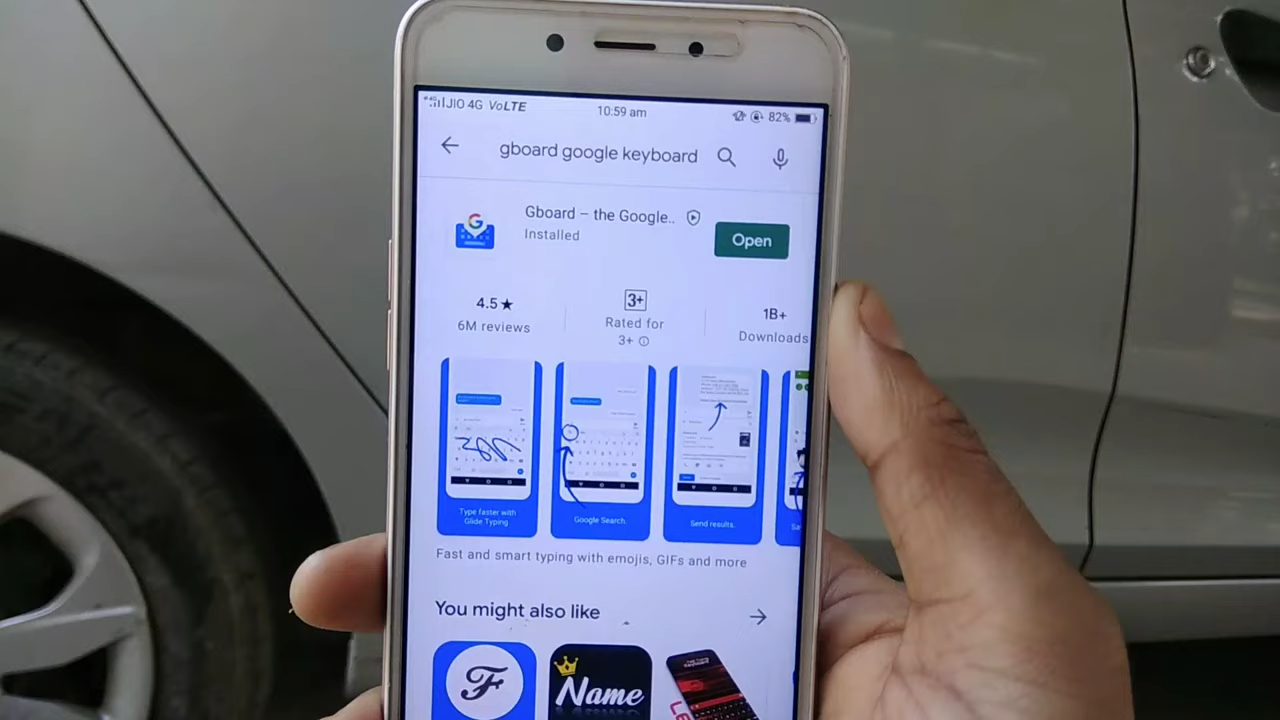 JIO 4G VoLTE 10:59 am 82%
gboard google keyboard
Gboard – the Google..
Installed
Open
4.5★
6M reviews
3+
Rated for
3+
1B+
Downloads
Type faster with
Glide Typing
Google Search.
Send results.
Sa
Fast and smart typing with emojis, GIFs and more
You might also like
F
Name